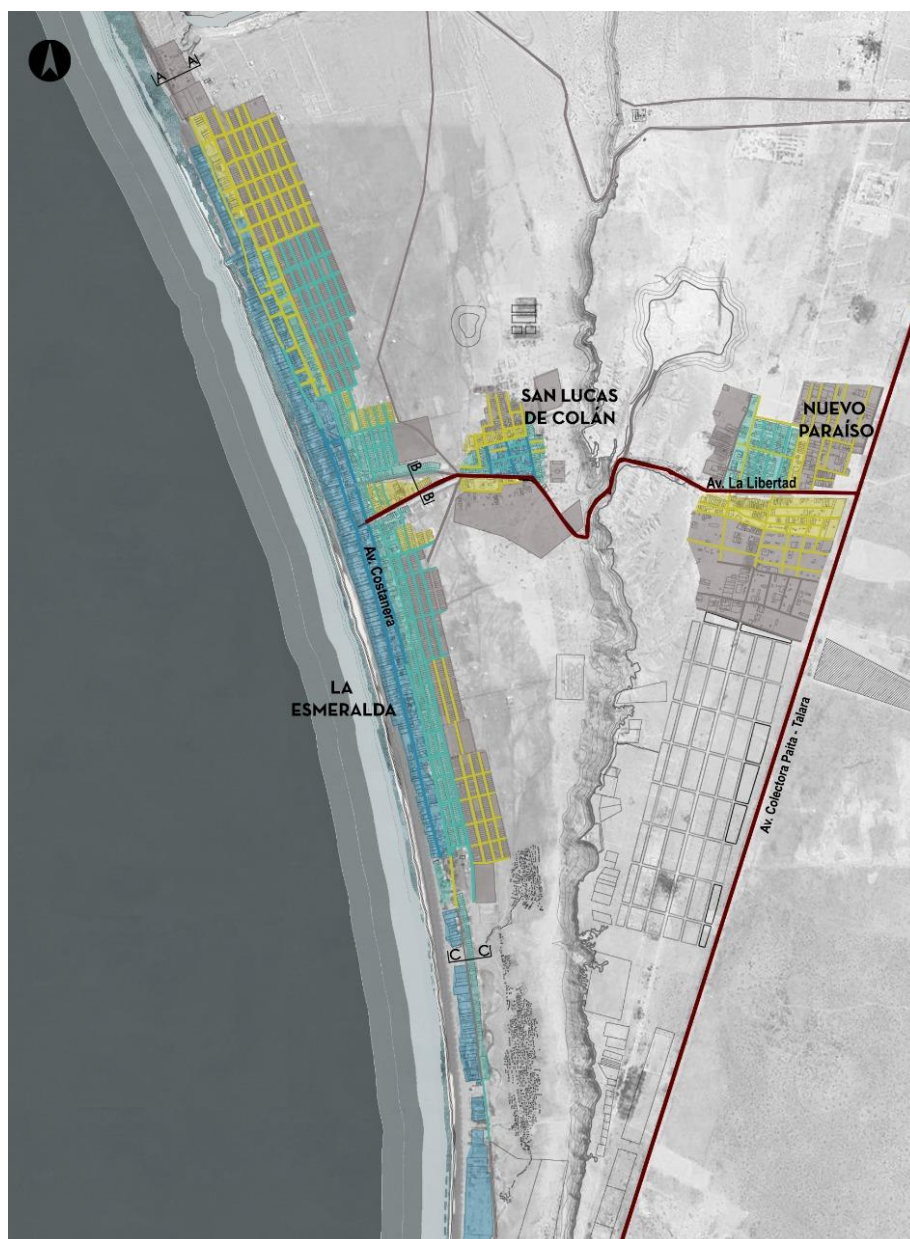 A A'
SAN LUCAS
DE COLÁN
NUEVO
PARAÍSO
B
B'
Av. La Libertad
Av. Costanera
LA
ESMERALDA
Av. Colectora Paita - Talara
C C'